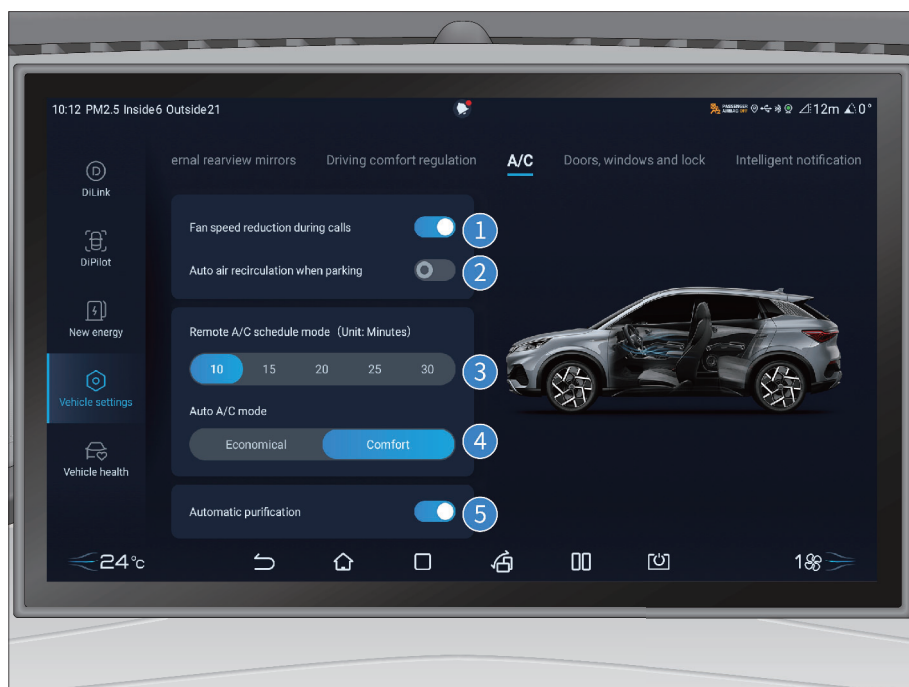 10:12 PM2.5 Inside6 Outside21
PASSENGER
AIRBAG OFF
12m 0°
ernal rearview mirrors Driving comfort regulation A/C Doors, windows and lock Intelligent notification
DiLink
DiPilot
New energy
Vehicle settings
Vehicle health
Fan speed reduction during calls 1
Auto air recirculation when parking 2
Remote A/C schedule mode (Unit: Minutes)
10 15 20 25 30 3
Auto A/C mode
Economical Comfort 4
Automatic purification 5
24°c 1